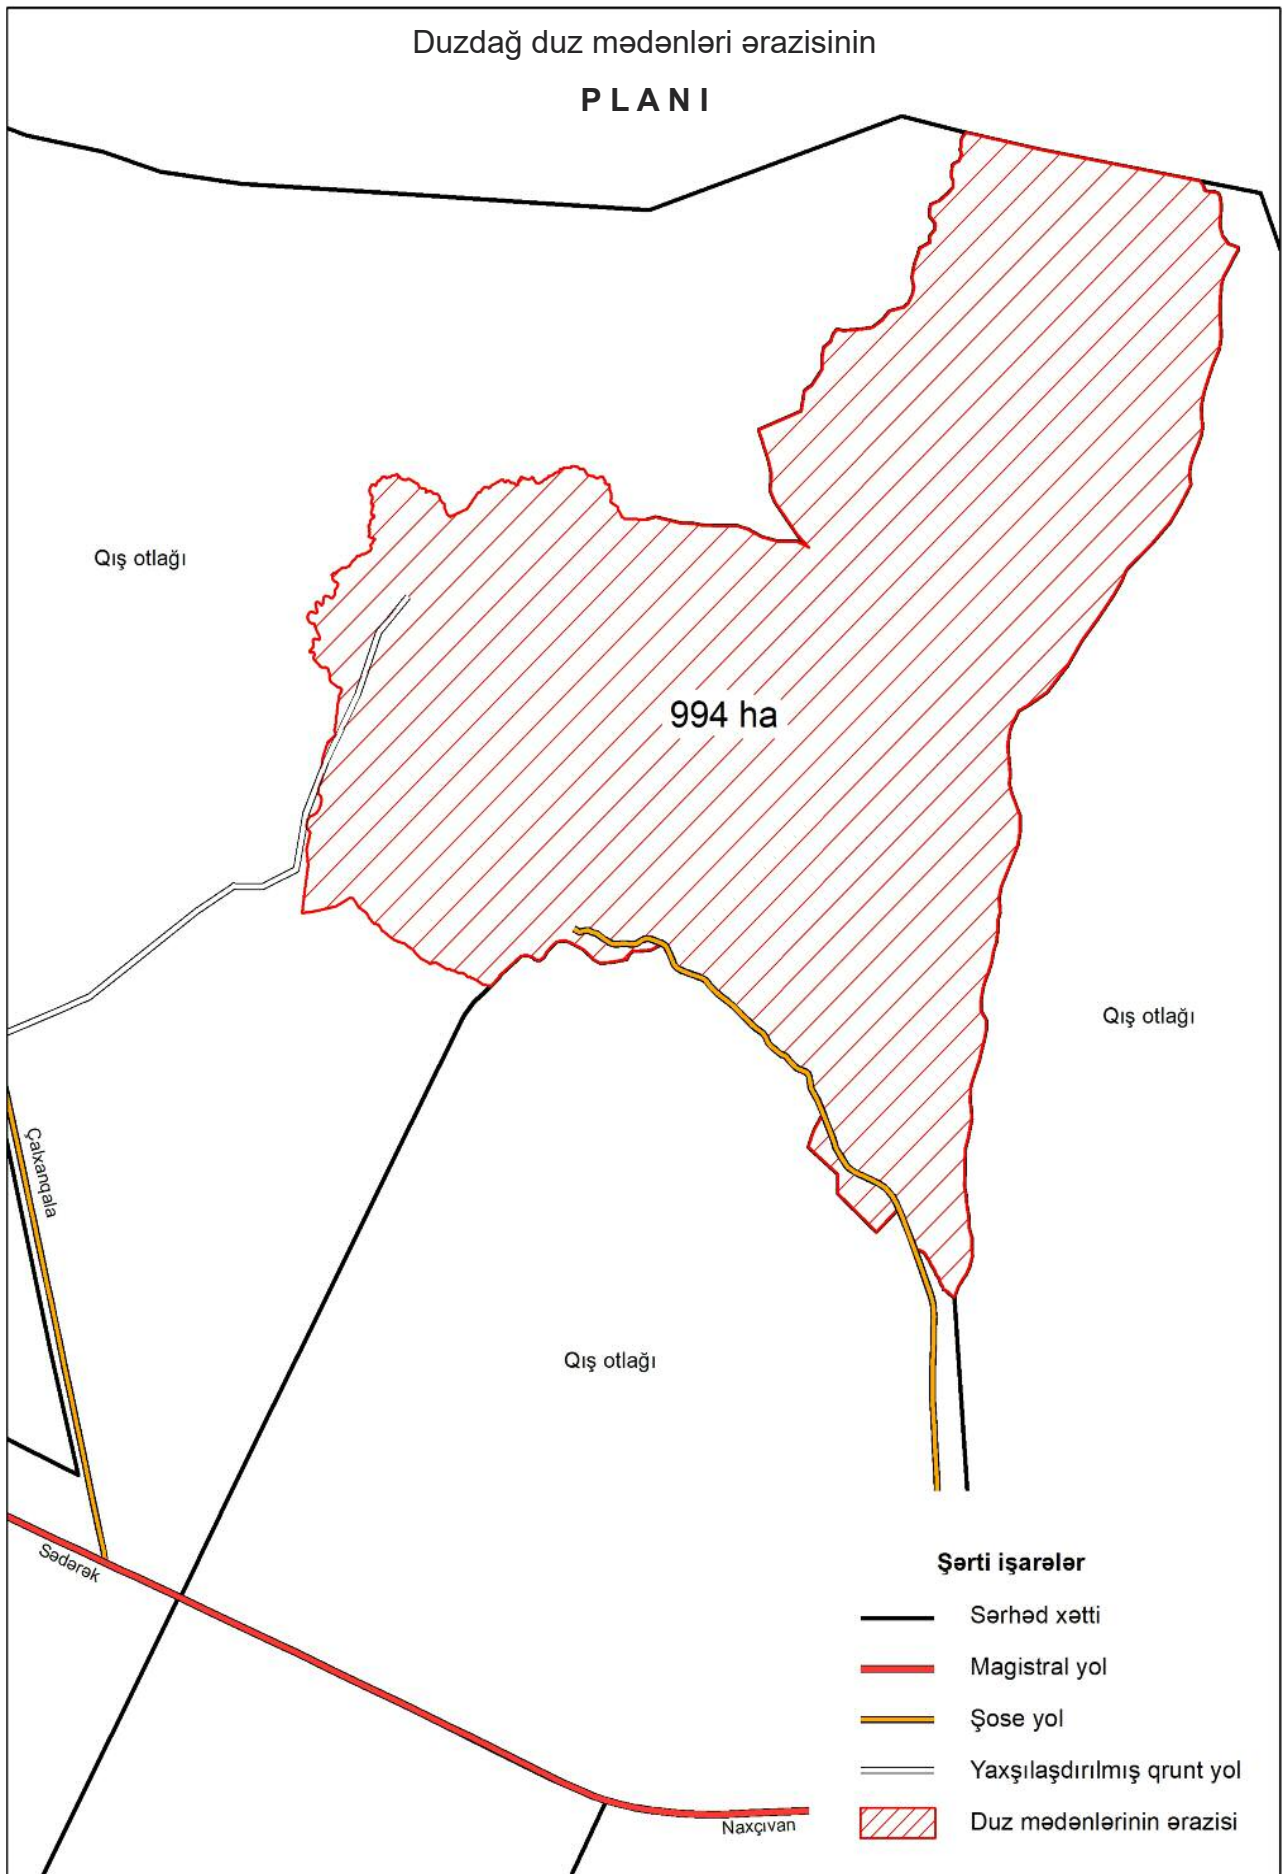 Duzdağ duz mədənləri ərazisinin
PLANI
Qış otlağı
994 ha
Qış otlağı
Çalxanqala
Qış otlağı
Sədərək
Naxçıvan
Şərti işarələr
Sərhəd xətti
Magistral yol
Şose yol
Yaxşılaşdırılmış qrunt yol
Duz mədənlərinin ərazisi